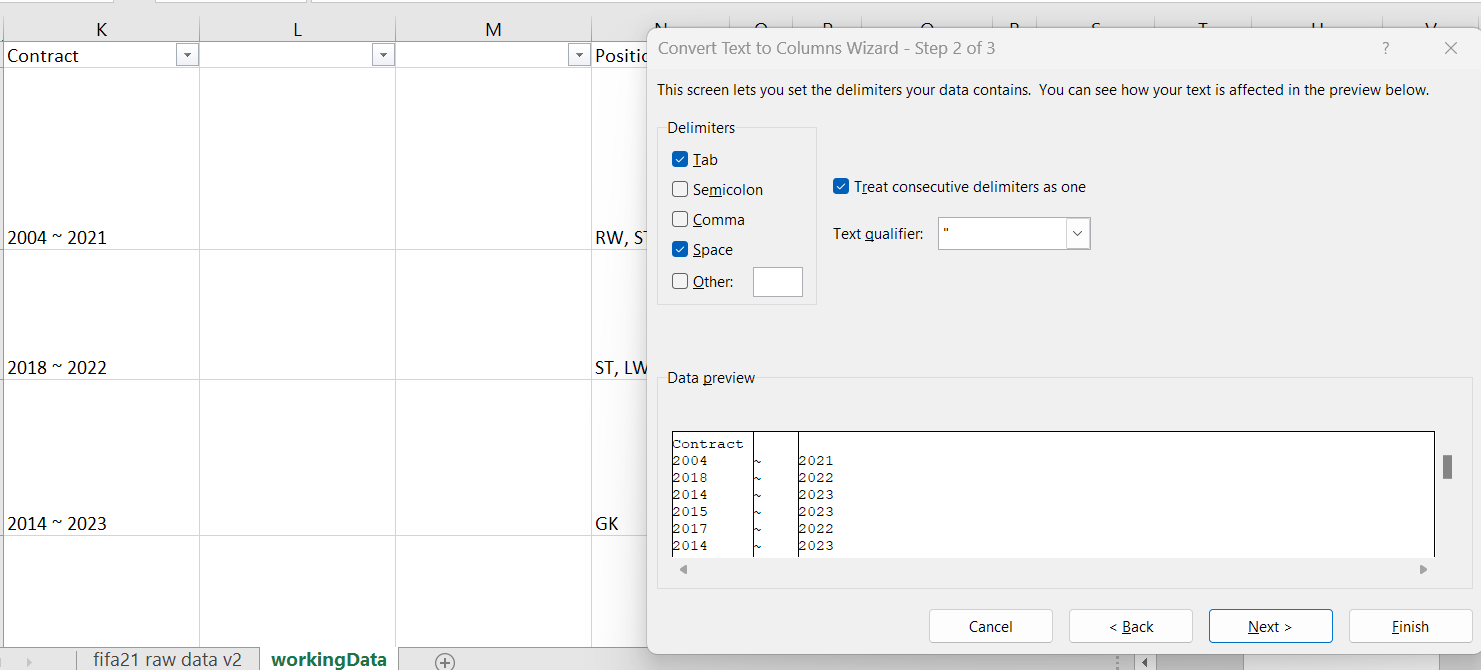 K L M
Contract
Convert Text to Columns Wizard - Step 2 of 3 ?
This screen lets you set the delimiters your data contains. You can see how your text is affected in the preview below.
Delimiters
Tab
Semicolon
Comma
Space
Other:
Treat consecutive delimiters as one
Text qualifier: "
2004 ~ 2021 RW,
2018 ~ 2022 ST, LW
2014 ~ 2023 GK
Data preview
Contract
2004 ~ 2021
2018 ~ 2022
2014 ~ 2023
2015 ~ 2023
2017 ~ 2022
2014 ~ 2023
Cancel < Back Next > Finish
fifa21 raw data v2 workingData